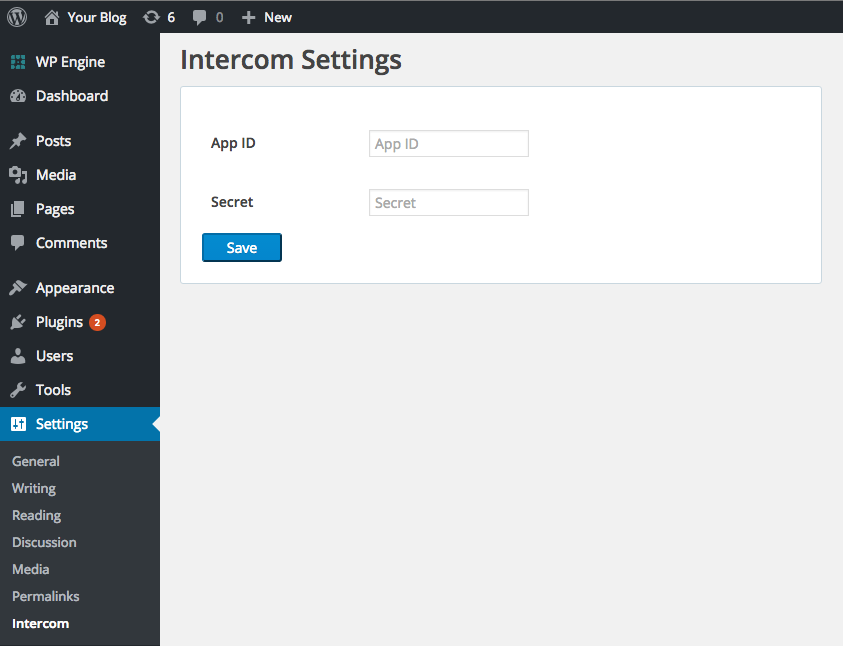 Your Blog 6 0 New
WP Engine
Dashboard
Posts
Media
Pages
Comments
Appearance
Plugins 2
Users
Tools
Settings
General
Writing
Reading
Discussion
Media
Permalinks
Intercom
Intercom Settings
App ID App ID
Secret Secret
Save